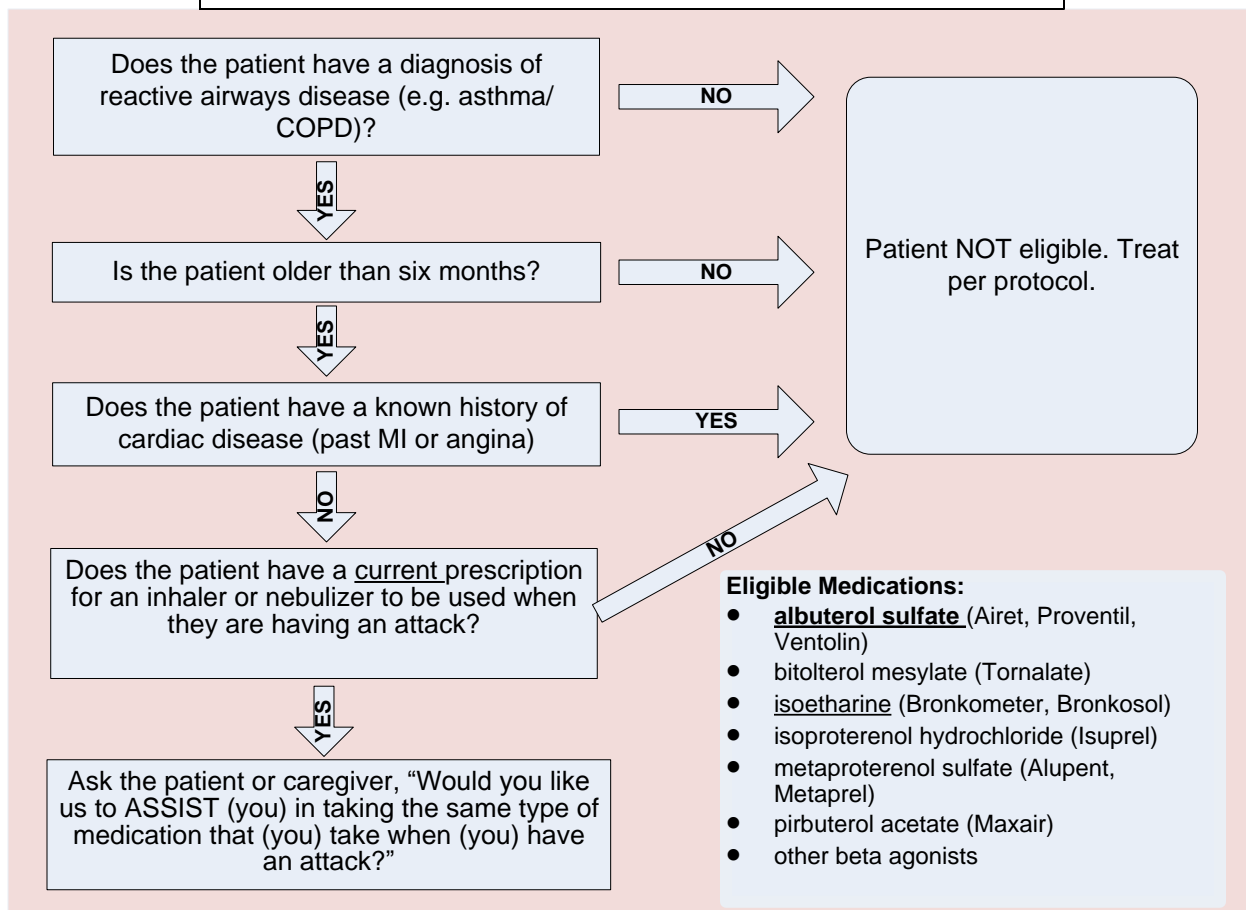 Does the patient have a diagnosis of
reactive airways disease (e.g. asthma/
COPD)?
NO
YES
Is the patient older than six months?
NO
YES
Does the patient have a known history of
cardiac disease (past MI or angina)
YES
NO
Does the patient have a current prescription
for an inhaler or nebulizer to be used when
they are having an attack?
NO
YES
Ask the patient or caregiver, “Would you like
us to ASSIST (you) in taking the same type of
medication that (you) take when (you) have
an attack?”
Patient NOT eligible. Treat
per protocol.
Eligible Medications:
● albuterol sulfate (Airet, Proventil,
Ventolin)
● bitolterol mesylate (Tornalate)
● isoetharine (Bronkometer, Bronkosol)
● isoproterenol hydrochloride (Isuprel)
● metaproterenol sulfate (Alupent,
Metaprel)
● pirbuterol acetate (Maxair)
● other beta agonists